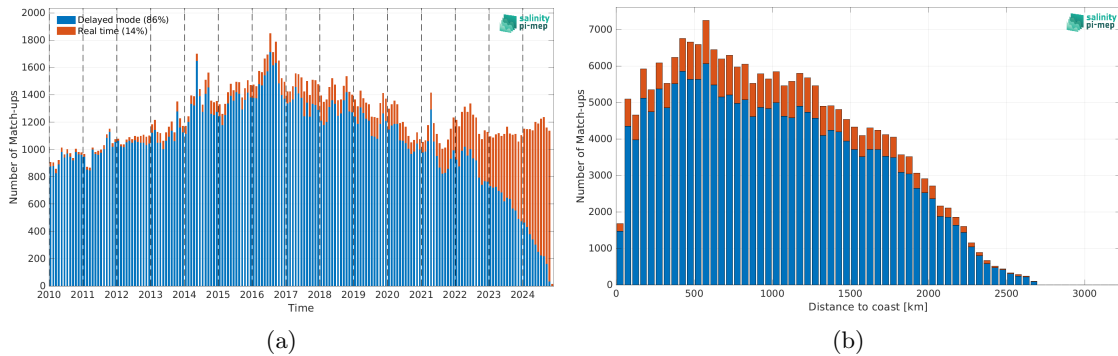 Delayed mode (86%)
Real time (14%)
salinity
pi-mep
Number of Match-ups
2000
1800
1600
1400
1200
1000
800
600
400
200
0
2010 2011 2012 2013 2014 2015 2016 2017 2018 2019 2020 2021 2022 2023 2024
Time
(a)
salinity
pi-mep
Number of Match-ups
7000
6000
5000
4000
3000
2000
1000
0
0 500 1000 1500 2000 2500 3000
Distance to coast [km]
(b)